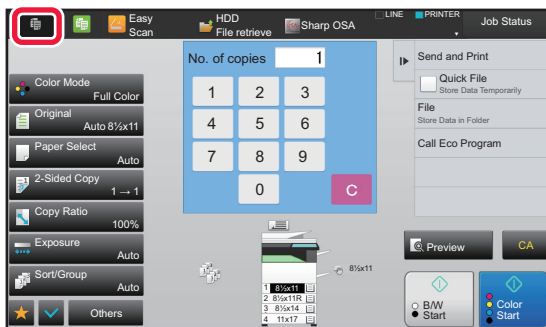 Easy
Scan
HDD
File retrieve
Sharp OSA
LINE
PRINTER
Job Status
No. of copies
1
Color Mode
Full Color
Original
Auto 8½x11
Paper Select
Auto
2-Sided Copy
1 → 1
Copy Ratio
100%
Exposure
Auto
Sort/Group
Auto
Others
1 2 3
4 5 6
7 8 9
0 C
8½x11
1 8½x11
2 8½x11R
3 8½x14
4 11x17
Send and Print
Quick File
Store Data Temporarily
File
Store Data in Folder
Call Eco Program
Preview
CA
B/W
Start
Color
Start